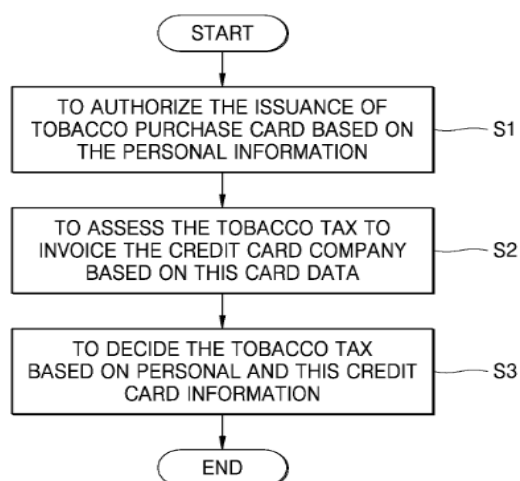 START
TO AUTHORIZE THE ISSUANCE OF
TOBACCO PURCHASE CARD BASED ON
THE PERSONAL INFORMATION
S1
TO ASSESS THE TOBACCO TAX TO
INVOICE THE CREDIT CARD COMPANY
BASED ON THIS CARD DATA
S2
TO DECIDE THE TOBACCO TAX
BASED ON PERSONAL AND THIS CREDIT
CARD INFORMATION
S3
END